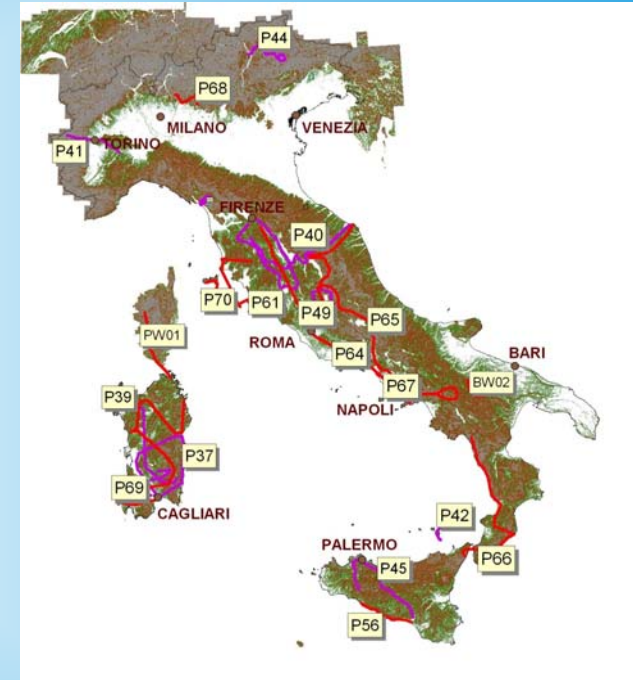 P44
P68
MILANO
VENEZIA
P41
TORINO
FIRENZE
P40
P70
P61
P49
P65
PW01
ROMA
P64
BARI
P67
BW02
P39
NAPOLI
P37
P69
CAGLIARI
P42
PALERMO
P45
P66
P56